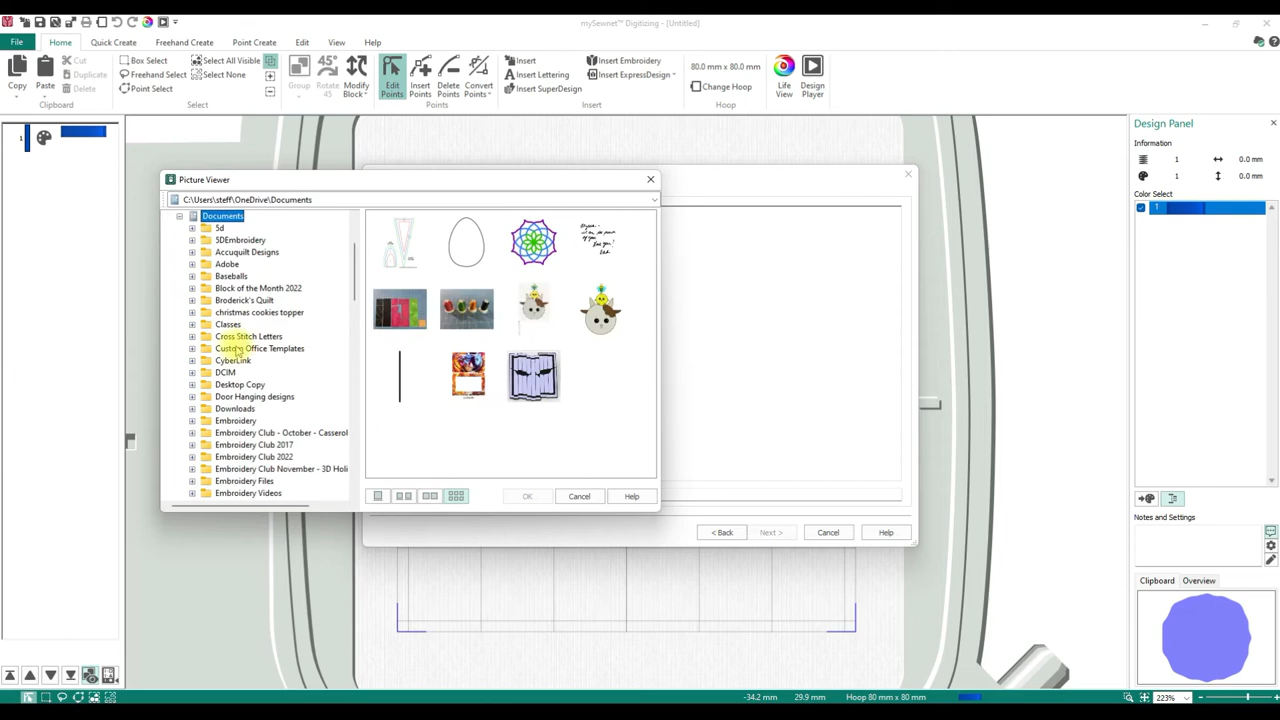 mySewnet™ Digitizing - [Untitled]
File Home Quick Create Freehand Create Point Create Edit View Help
Copy
Paste
Cut
Duplicate
Delete
Clipboard
Box Select
Freehand Select
Point Select
Select All Visible
Select None
Select
Group
Rotate 45
Modify Block
Edit Points
Insert Points
Delete Points
Convert Points
Points
Insert
Insert Lettering
Insert SuperDesign
Insert Embroidery
Insert ExpressDesign
Insert
80.0 mm x 80.0 mm
Change Hoop
Hoop
Life View
Design Player
1
Picture Viewer
C:\Users\steff\OneDrive\Documents
Documents
5d
5DEmbroidery
Accuquilt Designs
Adobe
Baseballs
Block of the Month 2022
Broderick's Quilt
christmas cookies topper
Classes
Cross Stitch Letters
Custom Office Templates
CyberLink
DCIM
Desktop Copy
Door Hanging designs
Downloads
Embroidery
Embroidery Club - October - Casserol
Embroidery Club 2017
Embroidery Club 2022
Embroidery Club November - 3D Holi
Embroidery Files
Embroidery Videos
OK Cancel Help
< Back Next > Cancel Help
Design Panel
Information
1 0.0 mm
1 0.0 mm
Color Select
1
Notes and Settings
Clipboard Overview
-34.2 mm 29.9 mm Hoop 80 mm x 80 mm 223%